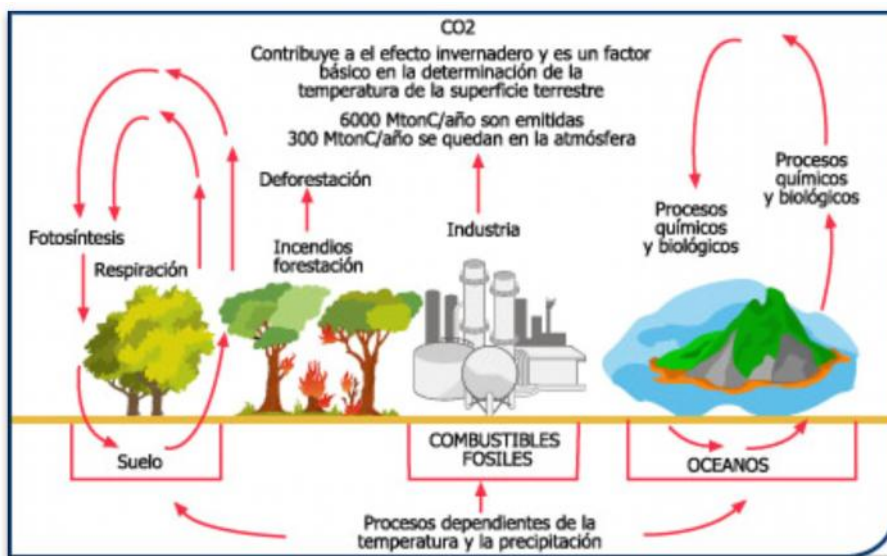 CO2
Contribuye a el efecto invernadero y es un factor
básico en la determinación de la
temperatura de la superficie terrestre
6000 MtonC/año son emitidas
300 MtonC/año se quedan en la atmósfera
Fotosíntesis
Respiración
Deforestación
Incendios
forestación
Industria
Procesos
químicos
y biológicos
Procesos
químicos
y biológicos
Suelo
COMBUSTIBLES
FOSILES
OCEANOS
Procesos dependientes de la
temperatura y la precipitación